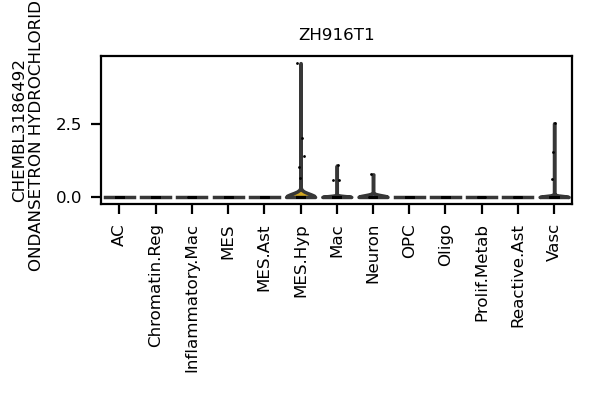 ZH916T1
CHEMBL3186492
ONDANSETRON HYDROCHLORID
2.5
0.0
AC
Chromatin.Reg
Inflammatory.Mac
MES
MES.Ast
MES.Hyp
Mac
Neuron
OPC
Oligo
Prolif.Metab
Reactive.Ast
Vasc